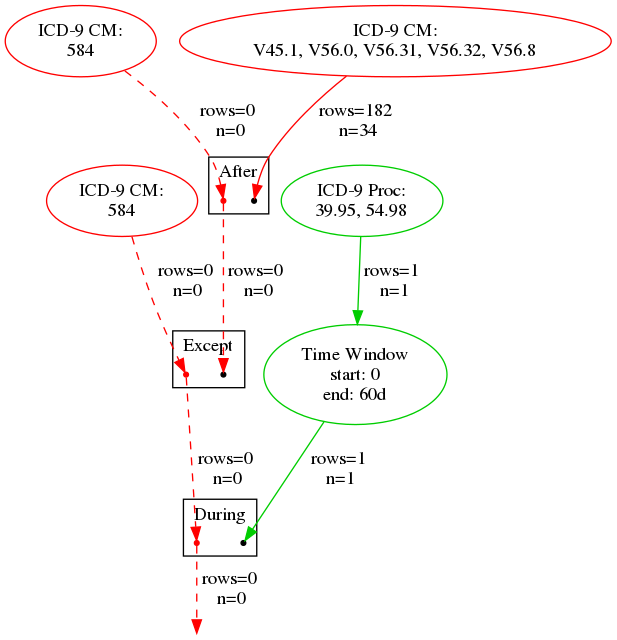 ICD-9 CM:
584
ICD-9 CM:
V45.1, V56.0, V56.31, V56.32, V56.8
rows=0
n=0
rows=182
n=34
After
ICD-9 CM:
584
ICD-9 Proc:
39.95, 54.98
rows=0
n=0
rows=0
n=0
rows=1
n=1
Except
Time Window
start: 0
end: 60d
rows=0
n=0
rows=1
n=1
During
rows=0
n=0